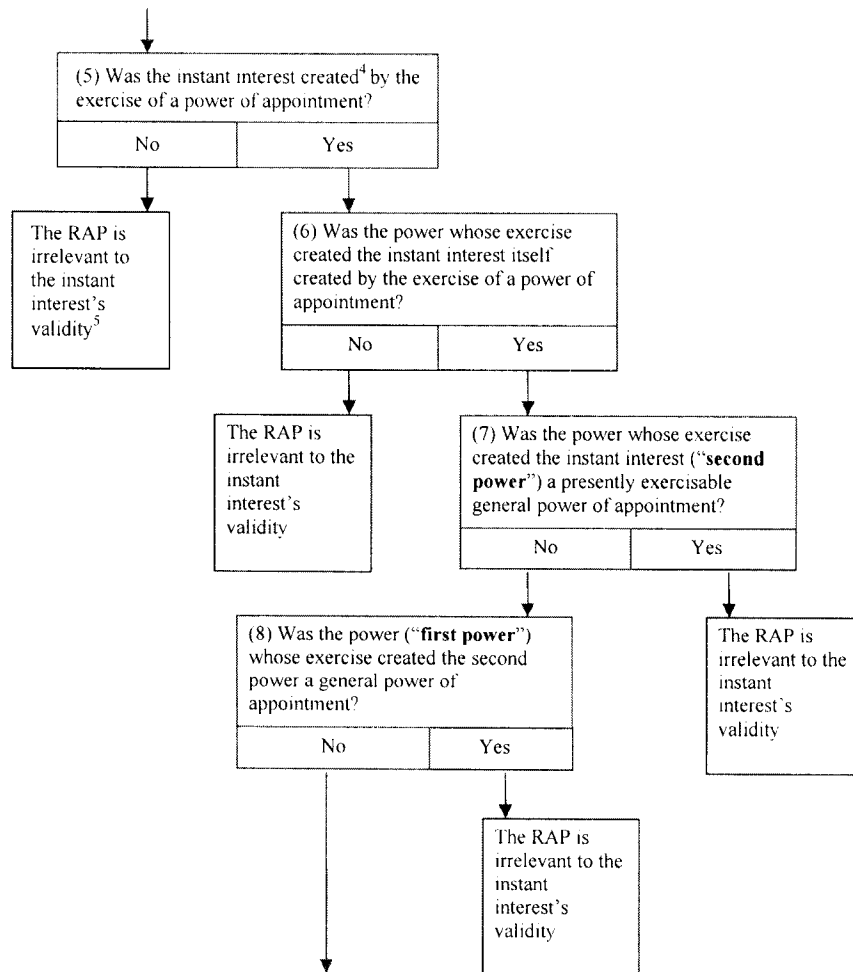 (5) Was the instant interest created4 by the
exercise of a power of appointment?
No
Yes
The RAP is
irrelevant to
the instant
interest's
validity5
(6) Was the power whose exercise
created the instant interest itself
created by the exercise of a power of
appointment?
No
Yes
The RAP is
irrelevant to the
instant
interest's
validity
(7) Was the power whose exercise
created the instant interest ("second
power") a presently exercisable
general power of appointment?
No
Yes
The RAP is
irrelevant to the
instant
interest's
validity
(8) Was the power ("first power")
whose exercise created the second
power a general power of
appointment?
No
Yes
The RAP is
irrelevant to the
instant
interest's
validity